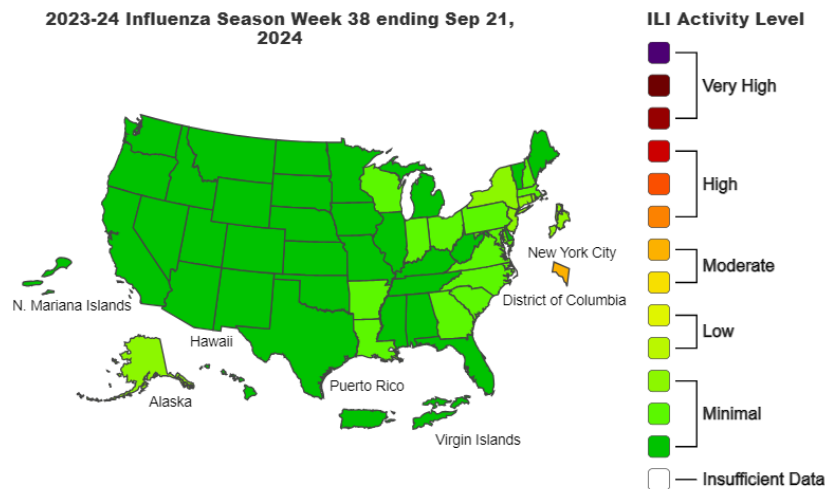 2023-24 Influenza Season Week 38 ending Sep 21,
2024
ILI Activity Level
Very High
High
Moderate
Low
Minimal
Insufficient Data
New York City
District of Columbia
N. Mariana Islands
Hawaii
Alaska
Puerto Rico
Virgin Islands